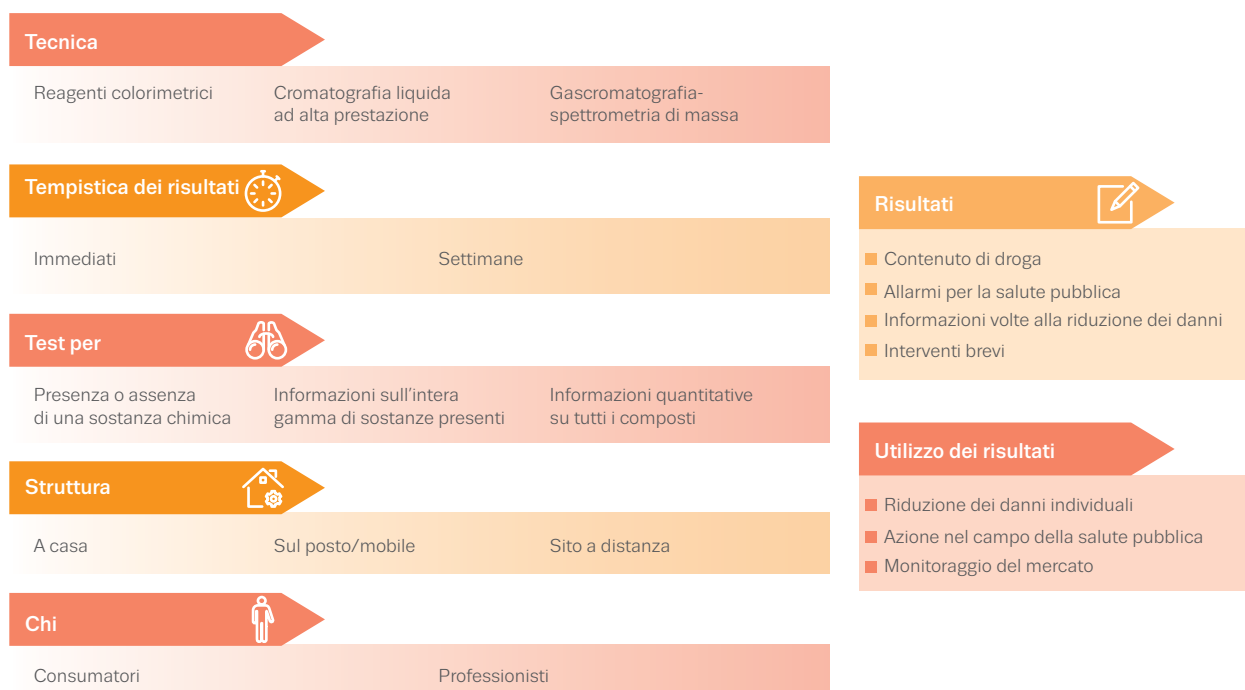 Tecnica
Reagenti colorimetrici
Cromatografia liquida
ad alta prestazione
Gascromatografia-
spettrometria di massa
Tempistica dei risultati
Immediati
Settimane
Test per
Presenza o assenza
di una sostanza chimica
Informazioni sull’intera
gamma di sostanze presenti
Informazioni quantitative
su tutti i composti
Struttura
A casa
Sul posto/mobile
Sito a distanza
Chi
Consumatori
Professionisti
Risultati
Contenuto di droga
Allarmi per la salute pubblica
Informazioni volte alla riduzione dei danni
Interventi brevi
Utilizzo dei risultati
Riduzione dei danni individuali
Azione nel campo della salute pubblica
Monitoraggio del mercato